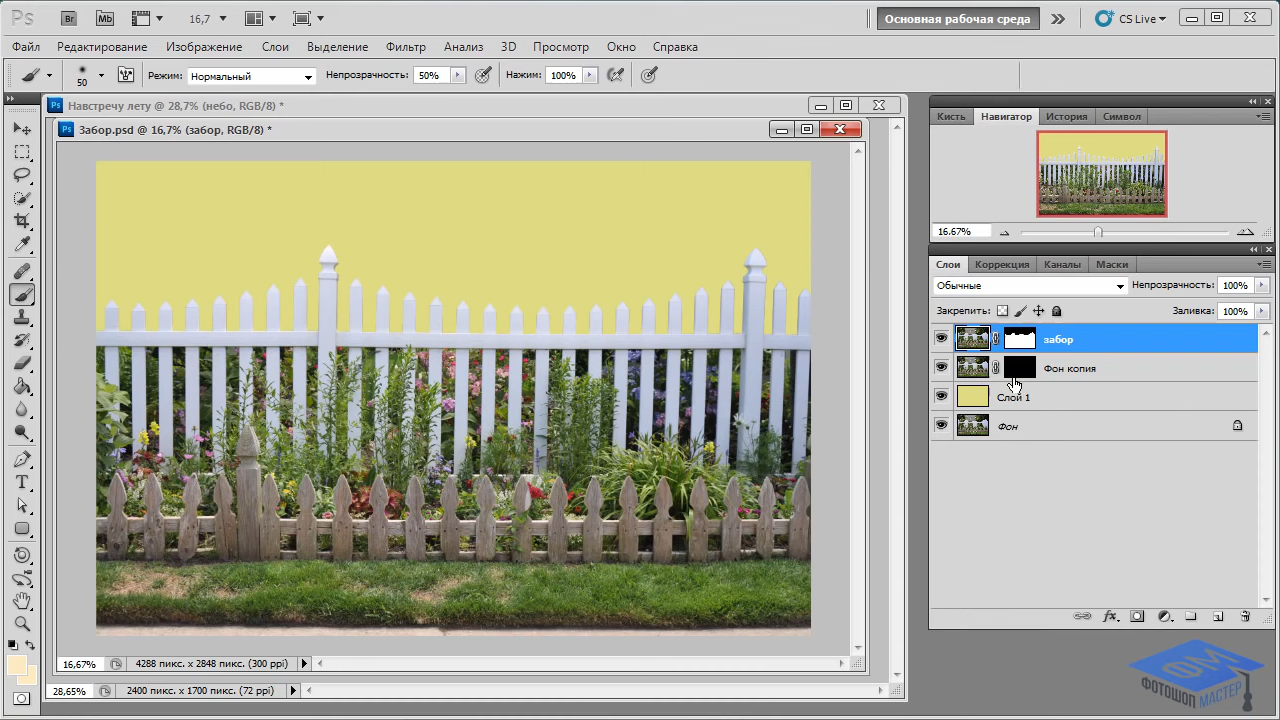 Ps Br Mb 16,7 Основная рабочая среда CS Live
Файл Редактирование Изображение Слои Выделение Фильтр Анализ 3D Просмотр Окно Справка
50 Режим: Нормальный Непрозрачность: 50% Нажим: 100%
Ps Навстречу лету @ 28,7% (небо, RGB/8) *
Ps Забор.psd @ 16,7% (забор, RGB/8) *
Кисть Навигатор История Символ
16.67%
Слои Коррекция Каналы Маски
Обычные Непрозрачность: 100%
Закрепить: Заливка: 100%
забор
Фон копия
Слой 1
Фон
fx
T
16,67% 4288 пикс. x 2848 пикс. (300 ppi)
28,65% 2400 пикс. x 1700 пикс. (72 ppi)
ФМ
ФОТОШОП МАСТЕР